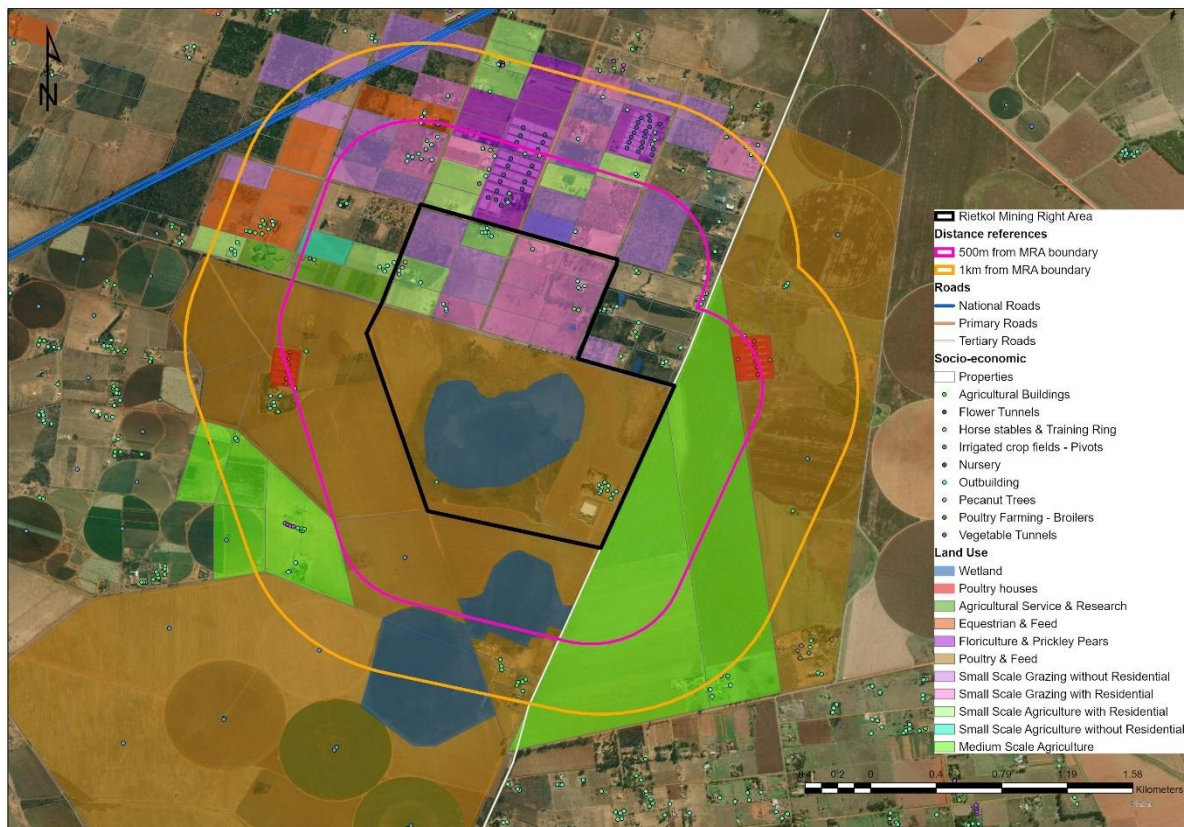 N
Rietkol Mining Right Area
Distance references
500m from MRA boundary
1km from MRA boundary
Roads
National Roads
Primary Roads
Tertiary Roads
Socio-economic
Properties
Agricultural Buildings
Flower Tunnels
Horse stables & Training Ring
Irrigated crop fields - Pivots
Nursery
Outbuilding
Pecanut Trees
Poultry Farming - Broilers
Vegetable Tunnels
Land Use
Wetland
Poultry houses
Agricultural Service & Research
Equestrian & Feed
Floriculture & Prickley Pears
Poultry & Feed
Small Scale Grazing without Residential
Small Scale Grazing with Residential
Small Scale Agriculture with Residential
Small Scale Agriculture without Residential
Medium Scale Agriculture
0.4 0.2 0 0.4 0.79 1.19 1.58
Kilometers